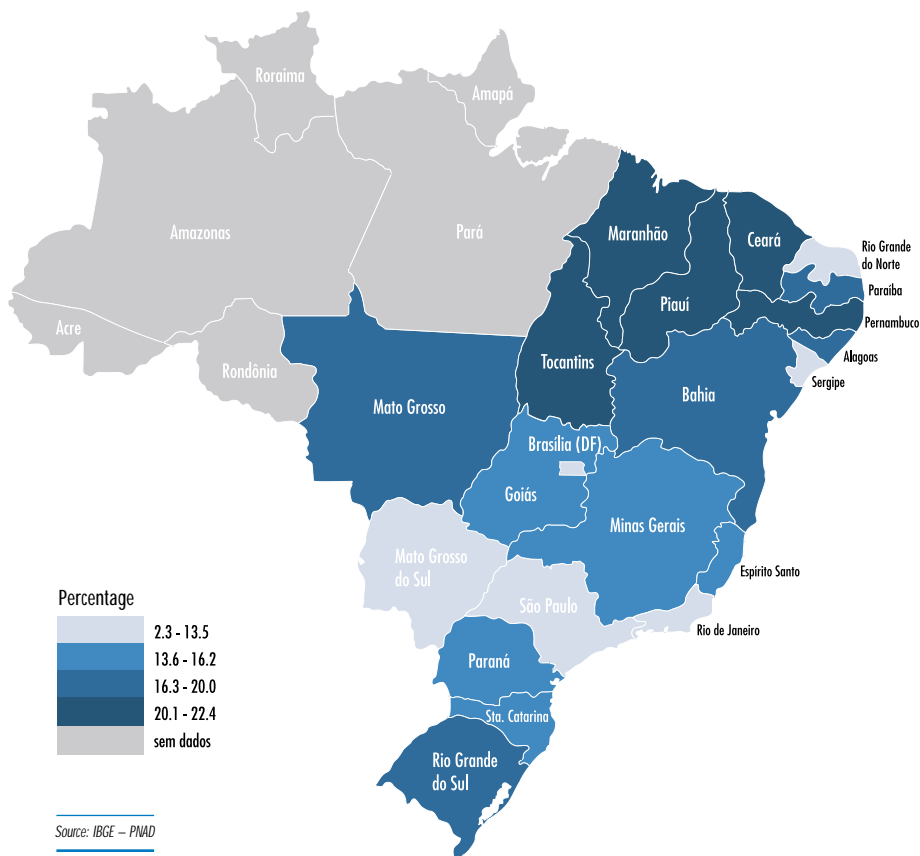 Roraima
Amapá
Amazonas
Pará
Maranhão
Ceará
Rio Grande
do Norte
Paraíba
Piauí
Pernambuco
Acre
Rondônia
Tocantins
Alagoas
Sergipe
Mato Grosso
Bahia
Brasília (DF)
Goiás
Minas Gerais
Mato Grosso
do Sul
Espírito Santo
São Paulo
Rio de Janeiro
Paraná
Sta. Catarina
Rio Grande
do Sul
Percentage
2.3 - 13.5
13.6 - 16.2
16.3 - 20.0
20.1 - 22.4
sem dados
Source: IBGE – PNAD